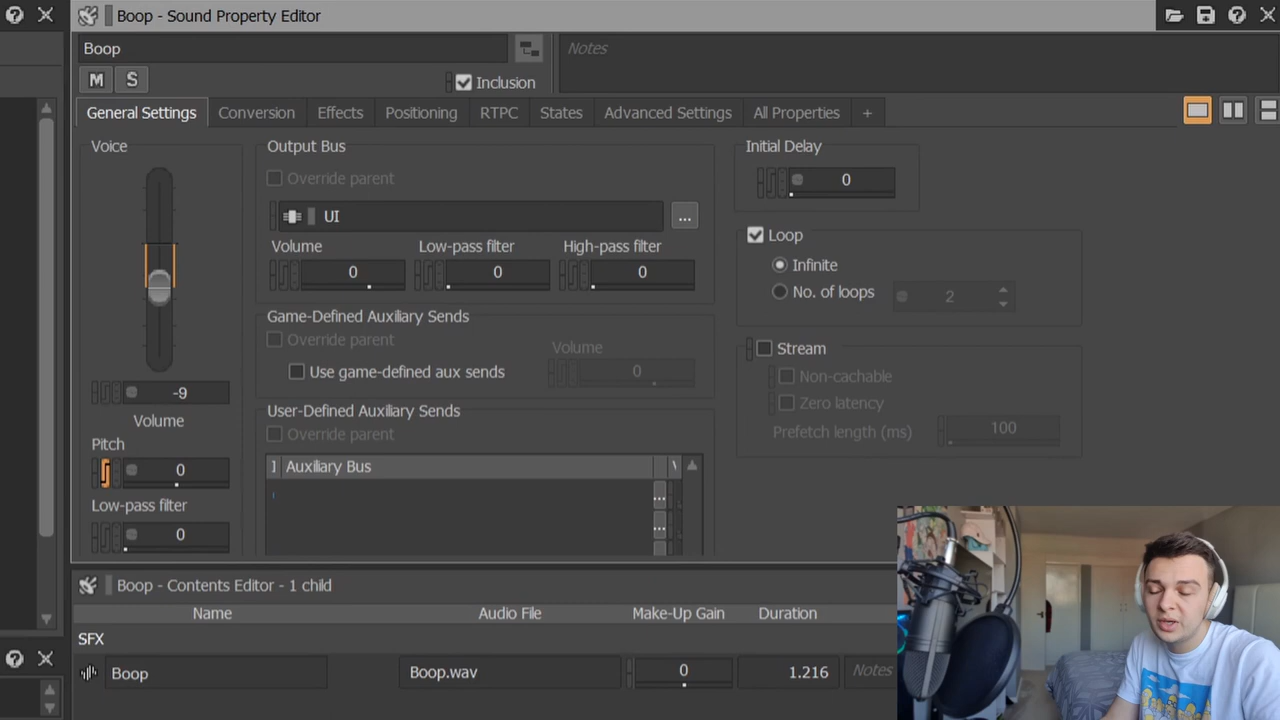 Boop - Sound Property Editor
Boop
Notes
M S
Inclusion
General Settings Conversion Effects Positioning RTPC States Advanced Settings All Properties +
Voice
-9
Volume
Pitch
0
Low-pass filter
0
Output Bus
Override parent
UI
...
Volume Low-pass filter High-pass filter
0 0 0
Game-Defined Auxiliary Sends
Override parent
Use game-defined aux sends
Volume
0
User-Defined Auxiliary Sends
Override parent
Auxiliary Bus
...
...
Initial Delay
0
Loop
Infinite
No. of loops 2
Stream
Non-cachable
Zero latency
Prefetch length (ms) 100
Boop - Contents Editor - 1 child
Name Audio File Make-Up Gain Duration
SFX
Boop Boop.wav 0 1.216 Notes